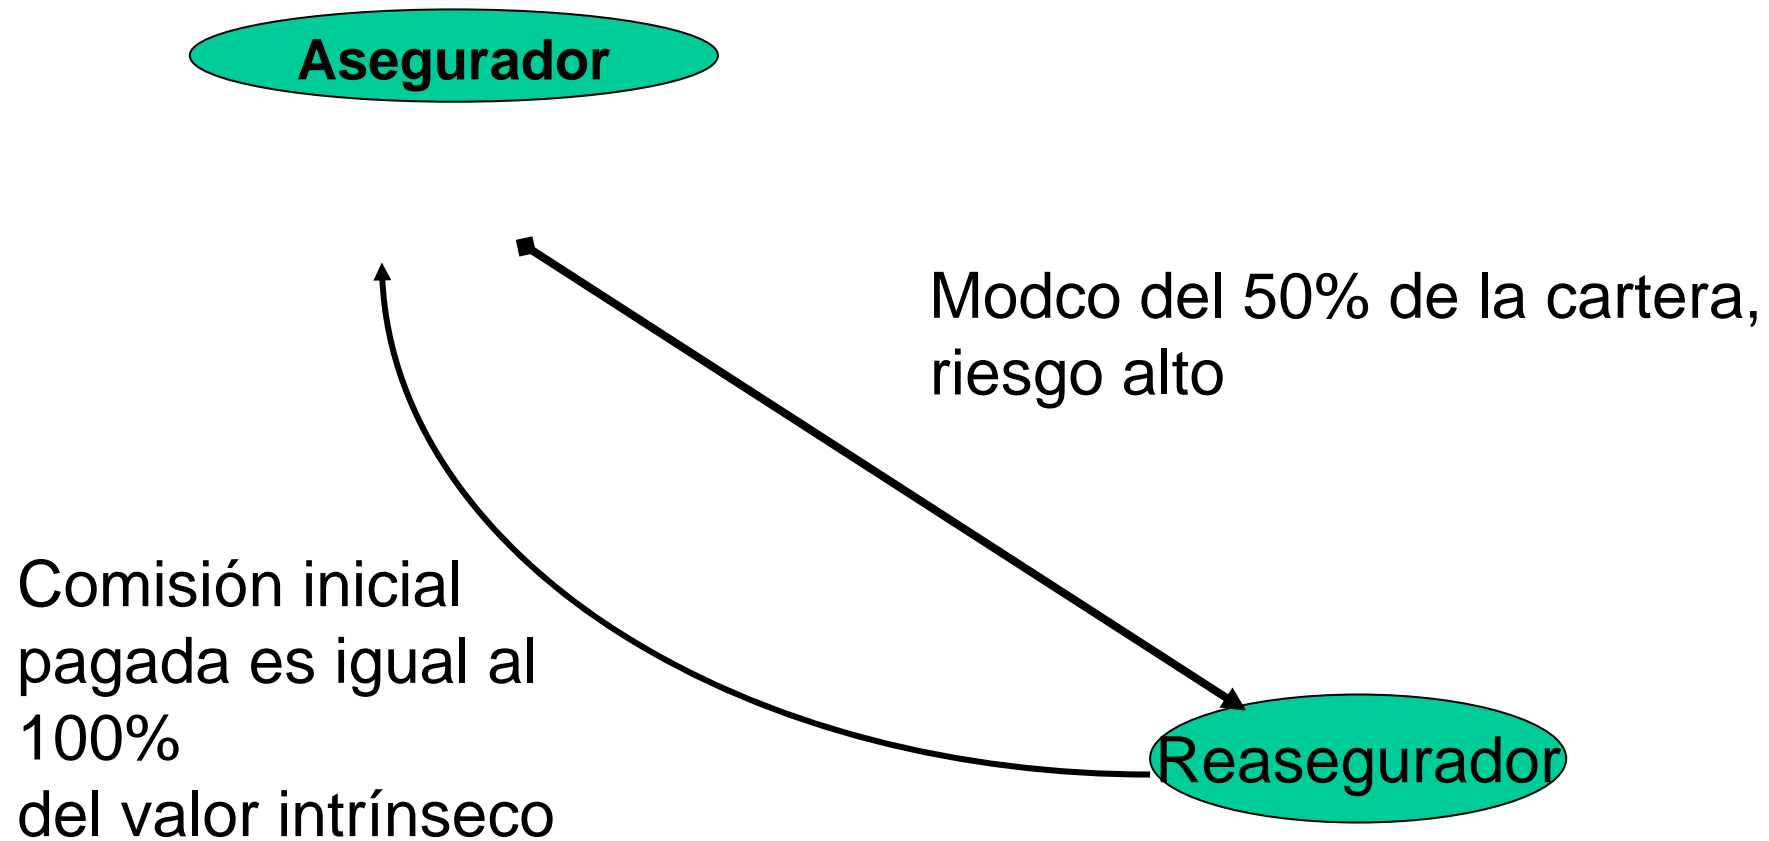 Asegurador
Modco del 50% de la cartera,
riesgo alto
Comisión inicial
pagada es igual al
100%
del valor intrínseco
Reasegurador